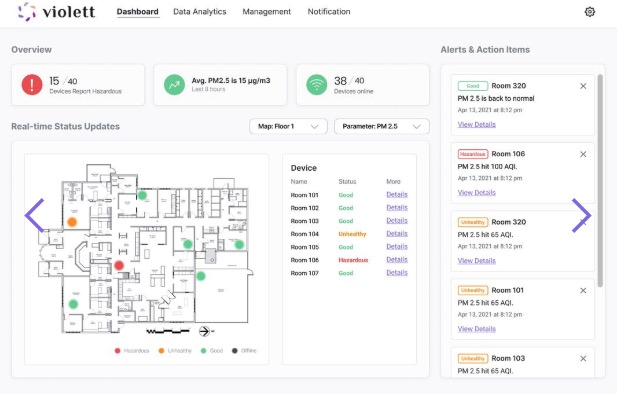 violett
Dashboard
Data Analytics
Management
Notification
Overview
15 / 40
Devices Report Hazardous
Avg. PM2.5 is 15 µg/m3
Last 8 hours
38 / 40
Devices online
Real-time Status Updates
Map: Floor 1
Parameter: PM 2.5
Device
Name Status More
Room 101 Good Details
Room 102 Good Details
Room 103 Good Details
Room 104 Unhealthy Details
Room 105 Good Details
Room 106 Hazardous Details
Room 107 Good Details
Hazardous Unhealthy Good Offline
Alerts & Action Items
Good Room 320
PM 2.5 is back to normal
Apr 13, 2021 at 8:12 pm
View Details
Hazardous Room 106
PM 2.5 hit 100 AQI.
Apr 13, 2021 at 8:12 pm
View Details
Unhealthy Room 320
PM 2.5 hit 65 AQI.
Apr 13, 2021 at 8:12 pm
View Details
Unhealthy Room 101
PM 2.5 hit 65 AQI.
Apr 13, 2021 at 8:12 pm
View Details
Unhealthy Room 103
PM 2.5 hit 65 AQI.